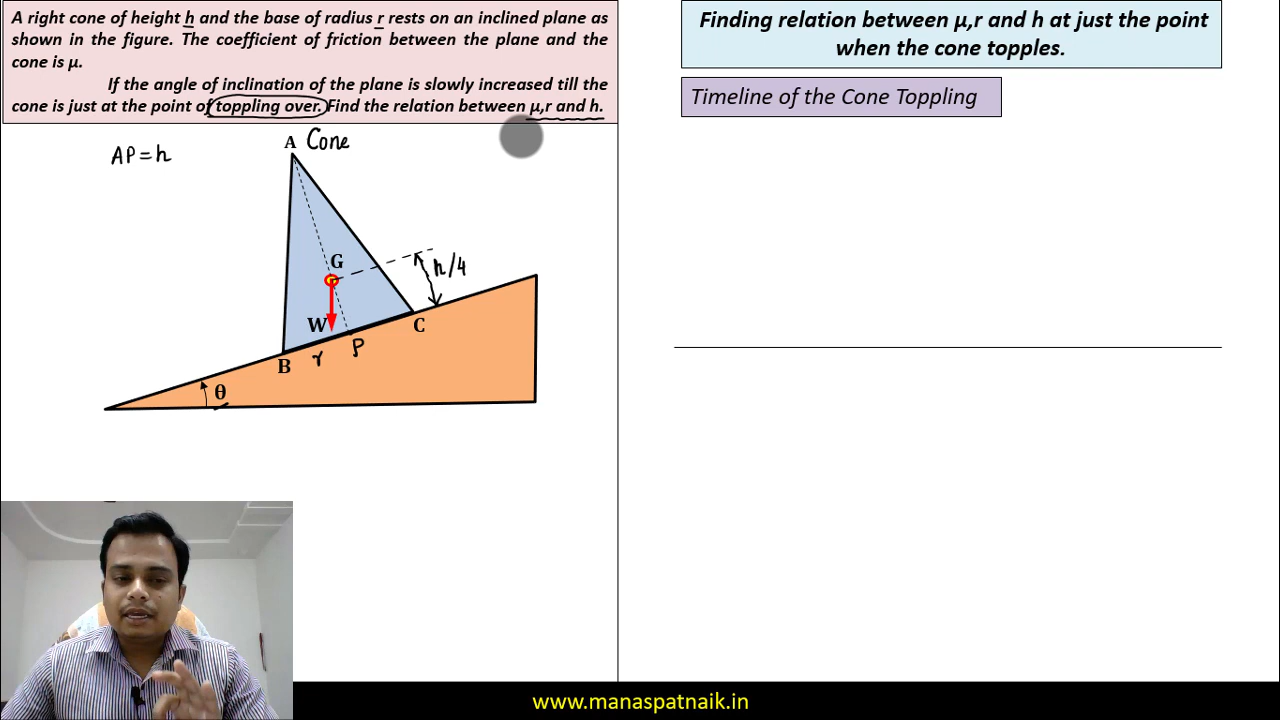 A right cone of height h and the base of radius r rests on an inclined plane as
shown in the figure. The coefficient of friction between the plane and the
cone is μ.
If the angle of inclination of the plane is slowly increased till the
cone is just at the point of toppling over. Find the relation between μ,r and h.
Finding relation between μ,r and h at just the point
when the cone topples.
Timeline of the Cone Toppling
A Cone
AP=h
G
h/4
W
C
P
r
B
θ
www.manaspatnaik.in